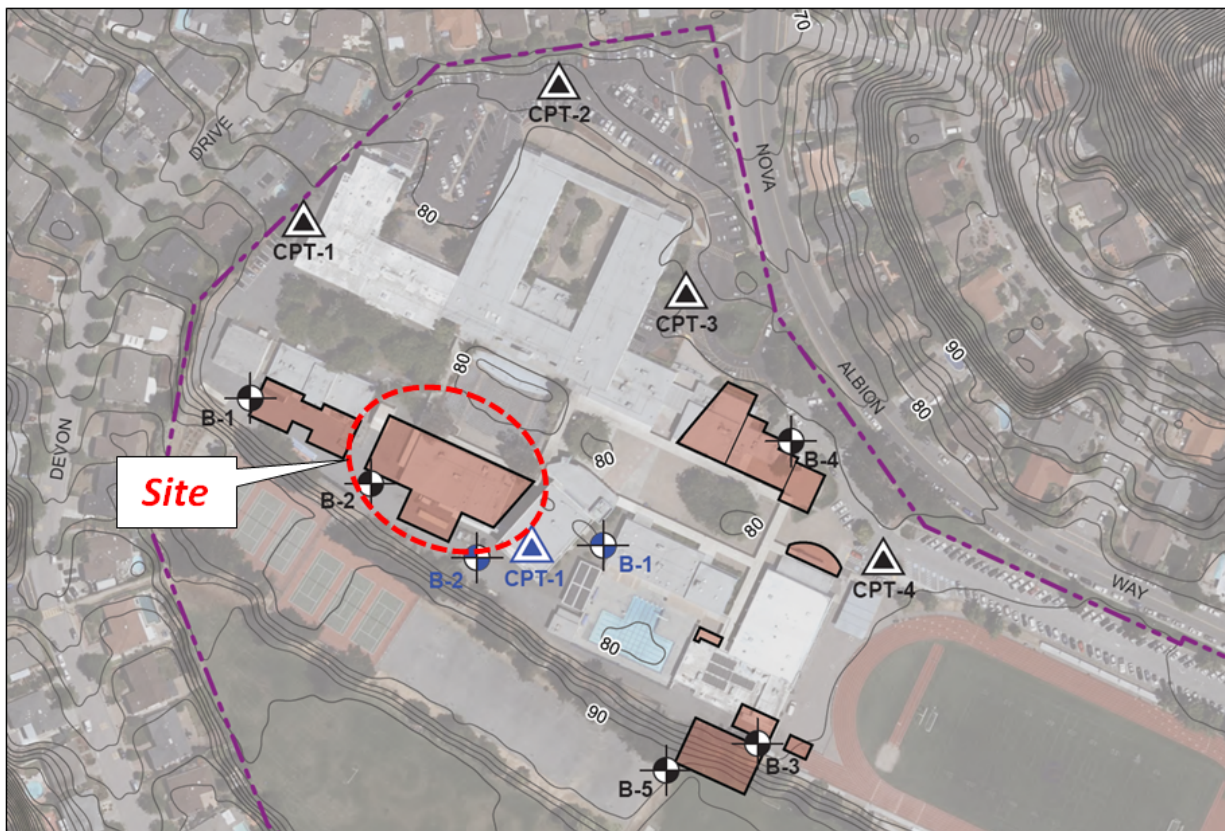 70
CPT-2
DRIVE
NOVA
80
CPT-1
CPT-3
90
80
80
ALBION
B-1
DEVON
80
B-4
Site
B-2
80
B-2
CPT-1
B-1
CPT-4
WAY
80
90
B-3
B-5